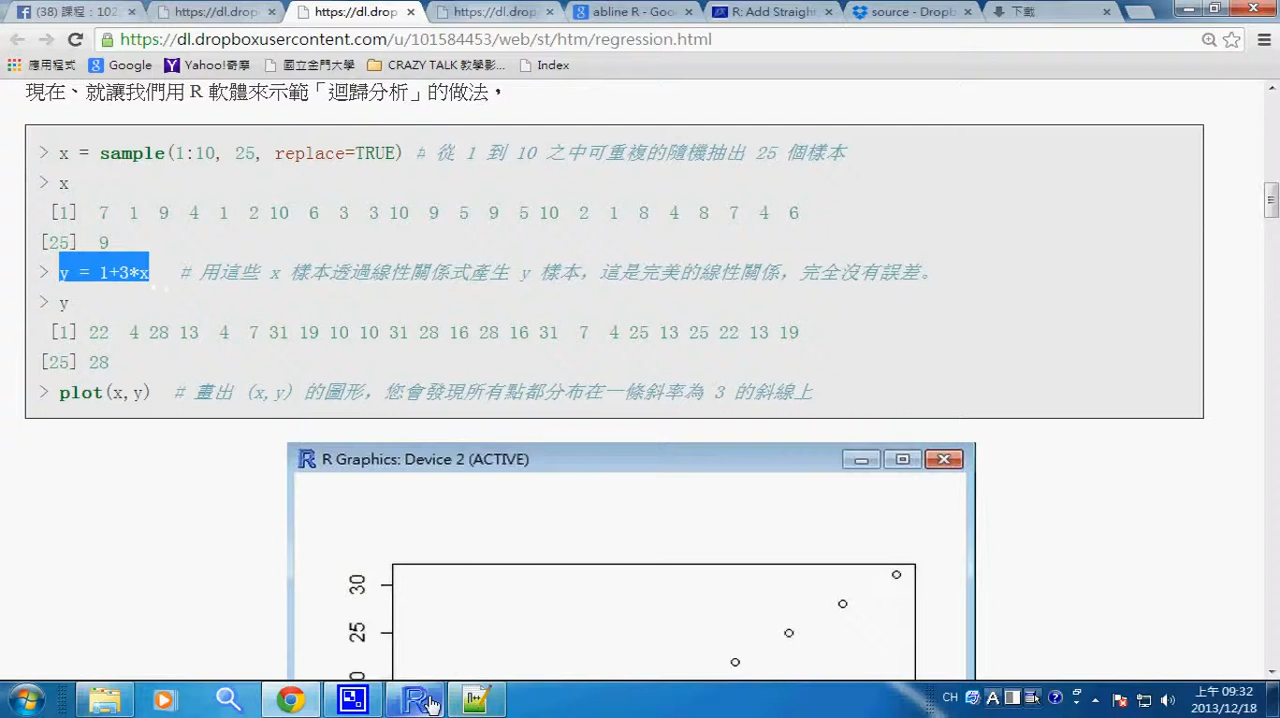 (38) 課程：102
https://dl.drop
https://dl.drop
https://dl.drop
abline R - Goo
R: Add Straigh
source - Dropb
下載
https://dl.dropboxusercontent.com/u/101584453/web/st/htm/regression.html
應用程式
Google
Yahoo!奇摩
國立金門大學
CRAZY TALK 教學影...
Index
現在、就讓我們用 R 軟體來示範「迴歸分析」的做法，
> x = sample(1:10, 25, replace=TRUE) # 從 1 到 10 之中可重複的隨機抽出 25 個樣本
> x
[1] 7 1 9 4 1 2 10 6 3 3 10 9 5 9 5 10 2 1 8 4 8 7 4 6
[25] 9
> y = 1+3*x # 用這些 x 樣本透過線性關係式產生 y 樣本，這是完美的線性關係，完全沒有誤差。
> y
[1] 22 4 28 13 4 7 31 19 10 10 31 28 16 28 16 31 7 4 25 13 25 22 13 19
[25] 28
> plot(x,y) # 畫出 (x,y) 的圖形，您會發現所有點都分布在一條斜率為 3 的斜線上
R Graphics: Device 2 (ACTIVE)
30
25
CH
上午 09:32
2013/12/18